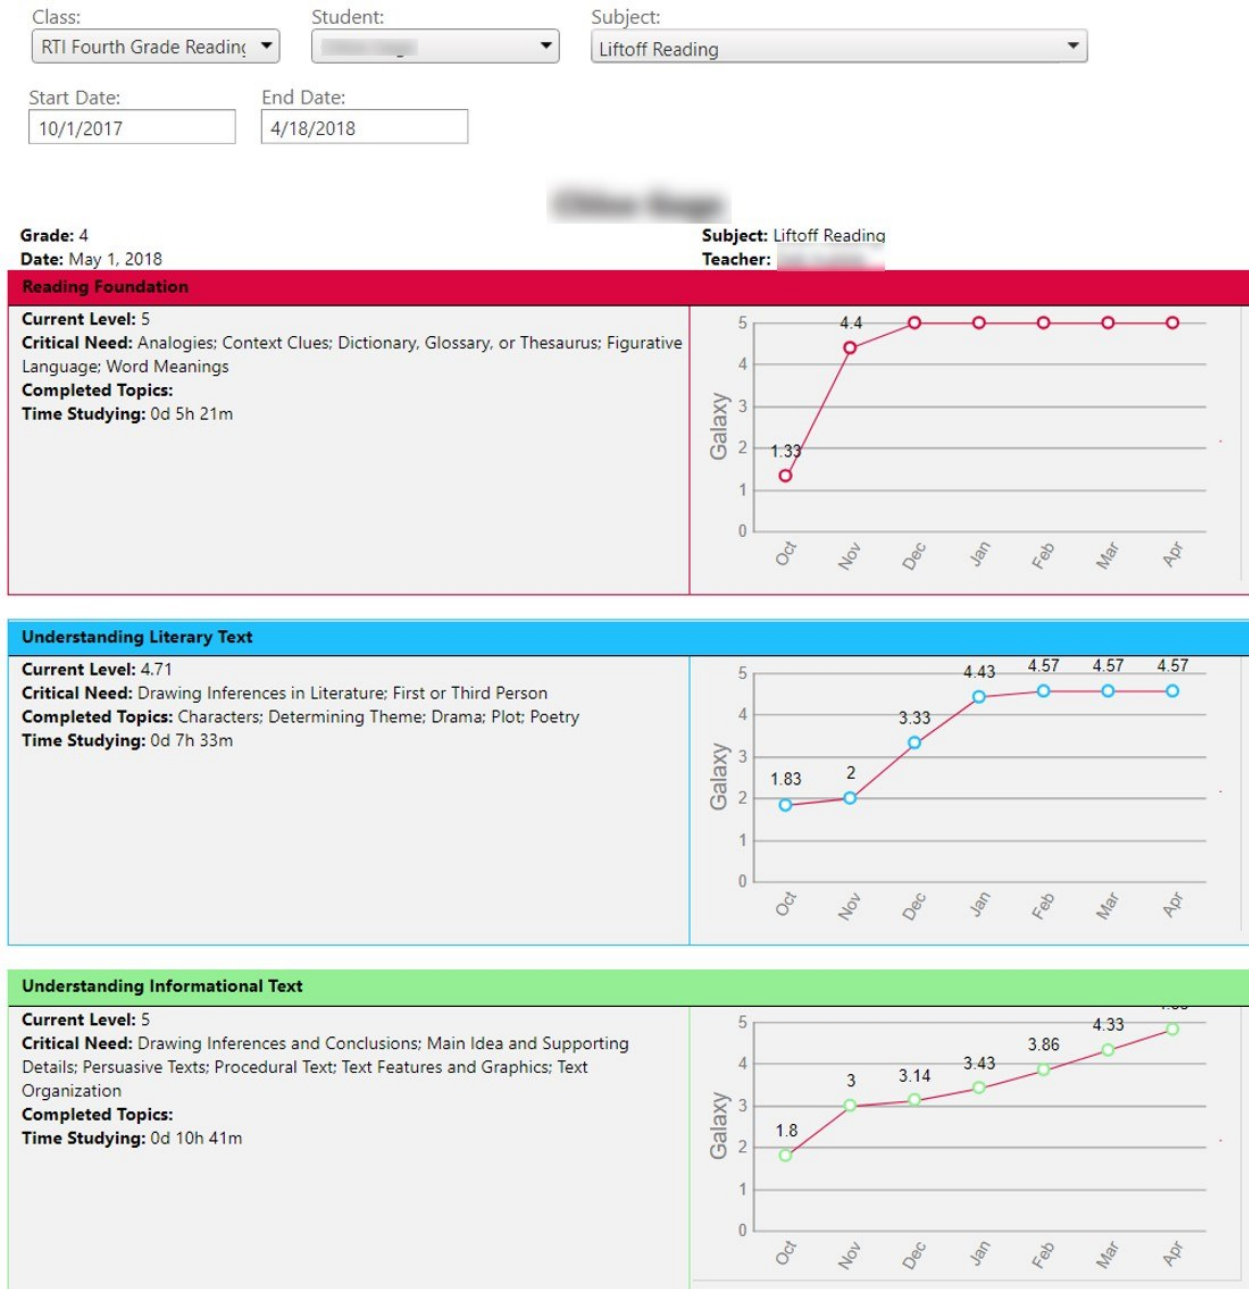 Class: Student: Subject:
RTI Fourth Grade Reading Liftoff Reading
Start Date: End Date:
10/1/2017 4/18/2018
Grade: 4 Subject: Liftoff Reading
Date: May 1, 2018 Teacher:
Reading Foundation
Current Level: 5
Critical Need: Analogies; Context Clues; Dictionary, Glossary, or Thesaurus; Figurative
Language; Word Meanings
Completed Topics:
Time Studying: 0d 5h 21m
Galaxy
5
4
3
2
1
0
1.33
4.4
Oct Nov Dec Jan Feb Mar Apr
Understanding Literary Text
Current Level: 4.71
Critical Need: Drawing Inferences in Literature; First or Third Person
Completed Topics: Characters; Determining Theme; Drama; Plot; Poetry
Time Studying: 0d 7h 33m
Galaxy
5
4
3
2
1
0
1.83 2 3.33 4.43 4.57 4.57 4.57
Oct Nov Dec Jan Feb Mar Apr
Understanding Informational Text
Current Level: 5
Critical Need: Drawing Inferences and Conclusions; Main Idea and Supporting
Details; Persuasive Texts; Procedural Text; Text Features and Graphics; Text
Organization
Completed Topics:
Time Studying: 0d 10h 41m
Galaxy
5
4
3
2
1
0
1.8 3 3.14 3.43 3.86 4.33
Oct Nov Dec Jan Feb Mar Apr